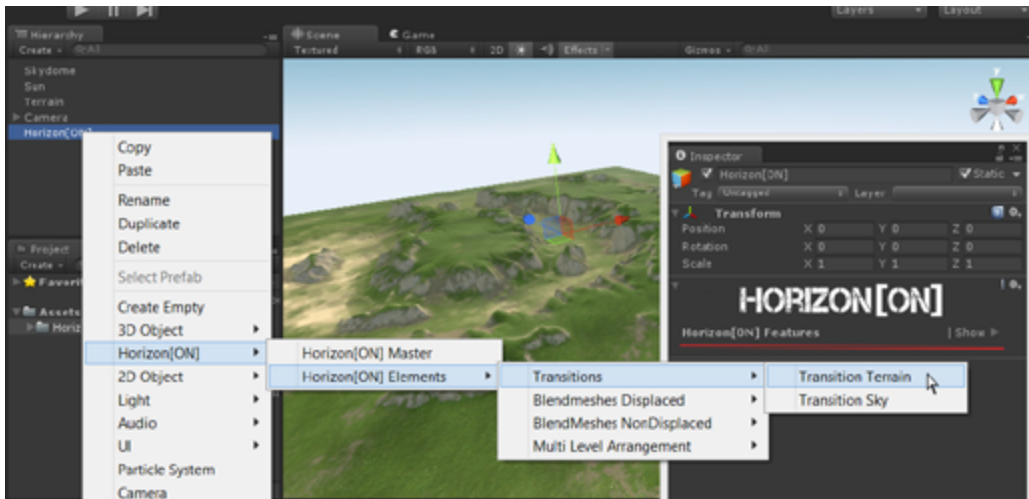 Layers Layout
Hierarchy Scene Game
Create All Textured RGB 2D Effects Gizmos All
Skydome
Sun
Terrain
Camera
Horizon[ON]
Copy
Paste
Rename
Duplicate
Delete
Select Prefab
Create Empty
3D Object
Horizon[ON]
2D Object
Light
Audio
UI
Particle System
Camera
Project
Create
Favori
Assets
Horiz
Horizon[ON] Master
Horizon[ON] Elements
Transitions
Blendmeshes Displaced
BlendMeshes NonDisplaced
Multi Level Arrangement
Transition Terrain
Transition Sky
Inspector
Horizon[ON] Static
Tag Untagged Layer
Transform
Position X 0 Y 0 Z 0
Rotation X 0 Y 0 Z 0
Scale X 1 Y 1 Z 1
HORIZON[ON]
Horizon[ON] Features | Show